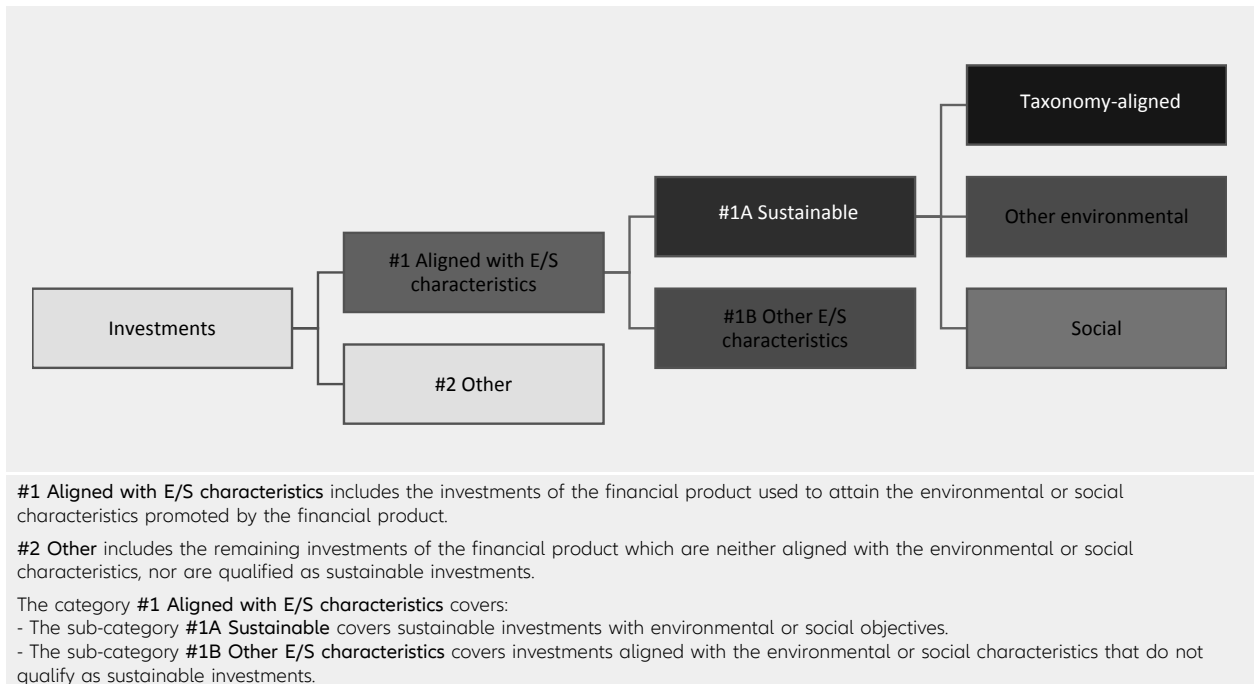 Taxonomy-aligned
#1A Sustainable
Other environmental
#1 Aligned with E/S
characteristics
Investments
#1B Other E/S
characteristics
Social
#2 Other
#1 Aligned with E/S characteristics includes the investments of the financial product used to attain the environmental or social
characteristics promoted by the financial product.
#2 Other includes the remaining investments of the financial product which are neither aligned with the environmental or social
characteristics, nor are qualified as sustainable investments.
The category #1 Aligned with E/S characteristics covers:
- The sub-category #1A Sustainable covers sustainable investments with environmental or social objectives.
- The sub-category #1B Other E/S characteristics covers investments aligned with the environmental or social characteristics that do not
qualify as sustainable investments.